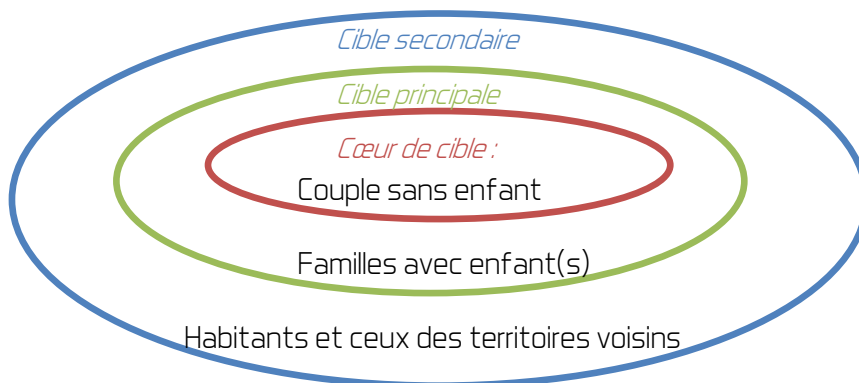 Cible secondaire
Cible principale
Cœur de cible :
Couple sans enfant
Familles avec enfant(s)
Habitants et ceux des territoires voisins